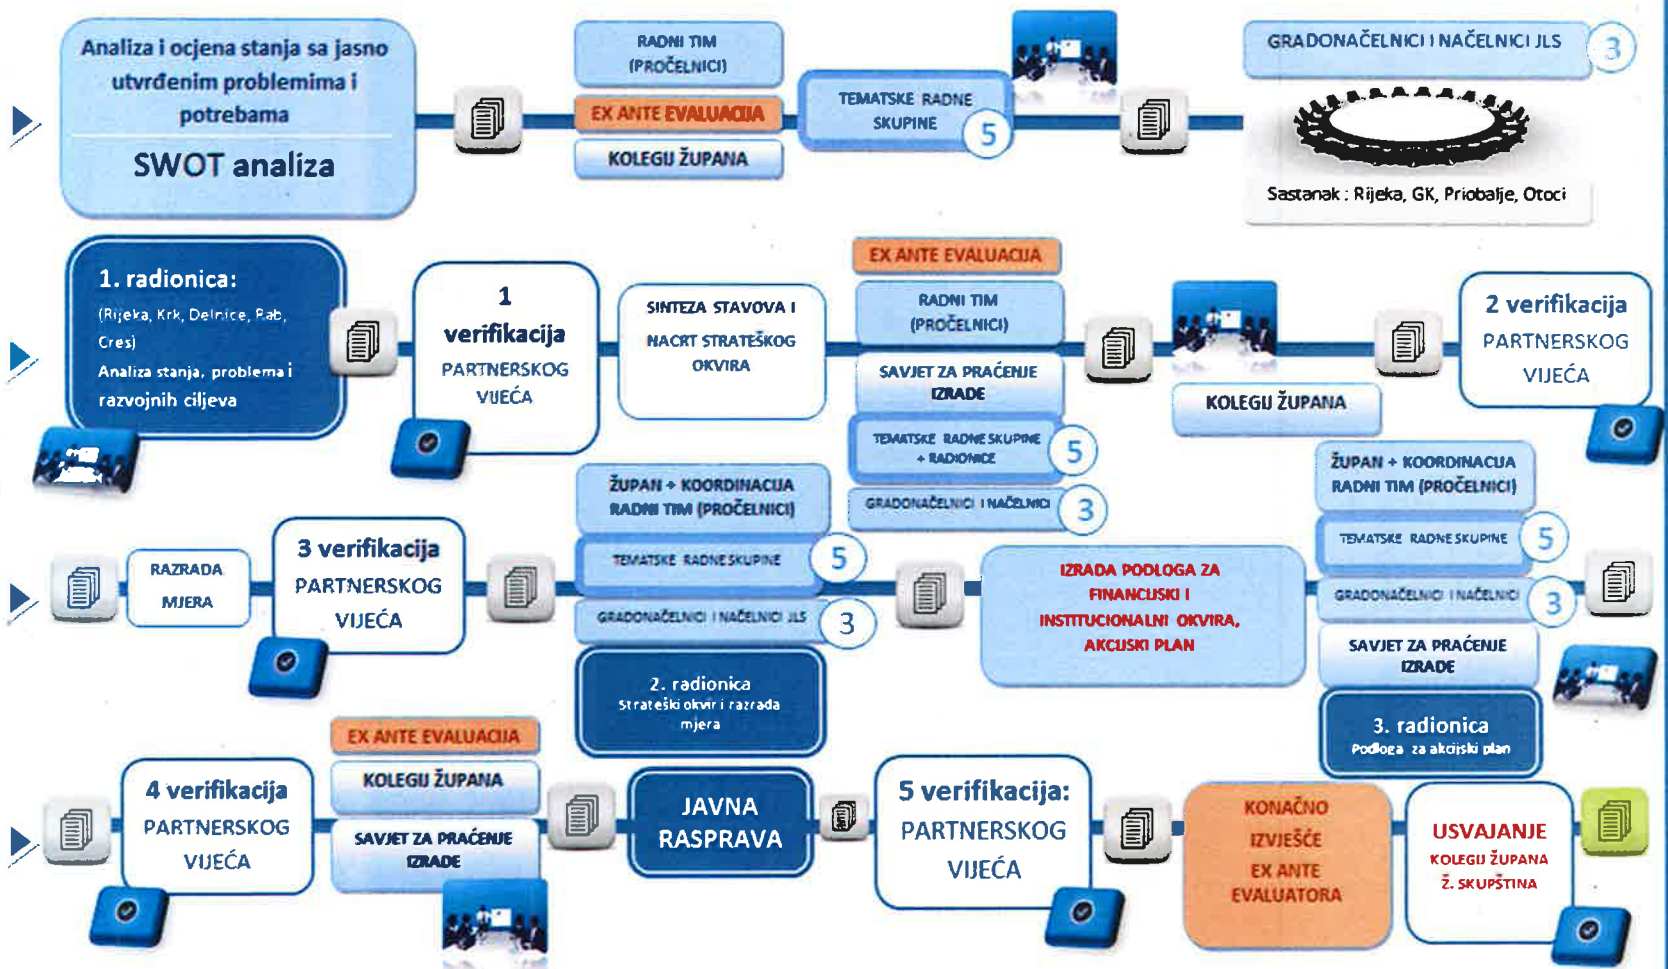 Analiza i ocjena stanja sa jasno
utvrđenim problemima i
potrebama
SWOT analiza
RADNI TIM
(PROČELNICI)
EX ANTE EVALUACIJA
KOLEGIJ ŽUPANA
TEMATSKE RADNE
SKUPINE
5
GRADONAČELNICI I NAČELNICI JLS
3
Sastanak : Rijeka, GK, Priobalje, Otoci
1. radionica:
(Rijeka, Krk, Delnice, Rab,
Cres)
Analiza stanja, problema i
razvojnih ciljeva
1
verifikacija
PARTNERSKOG
VIJEĆA
SINTEZA STAVOVA I
NACRT STRATEŠKOG
OKVIRA
EX ANTE EVALUACIJA
RADNI TIM
(PROČELNICI)
SAVJET ZA PRAĆENJE
IZRADE
TEMATSKE RADNE SKUPINE
+ RADIONICE
5
GRADONAČELNICI I NAČELNICI
3
KOLEGIJ ŽUPANA
2 verifikacija
PARTNERSKOG
VIJEĆA
RAZRADA
MJERA
3 verifikacija
PARTNERSKOG
VIJEĆA
ŽUPAN + KOORDINACIJA
RADNI TIM (PROČELNICI)
TEMATSKE RADNE SKUPINE
5
GRADONAČELNICI I NAČELNICI JLS
3
2. radionica
Strateški okvir i razrada
mjera
IZRADA PODLOGA ZA
FINANCIJSKI I
INSTITUCIONALNI OKVIRA,
AKCIJSKI PLAN
ŽUPAN + KOORDINACIJA
RADNI TIM (PROČELNICI)
TEMATSKE RADNE SKUPINE
5
GRADONAČELNICI I NAČELNICI
3
SAVJET ZA PRAĆENJE
IZRADE
3. radionica
Podloga za akcijski plan
4 verifikacija
PARTNERSKOG
VIJEĆA
EX ANTE EVALUACIJA
KOLEGIJ ŽUPANA
SAVJET ZA PRAĆENJE
IZRADE
JAVNA
RASPRAVA
5 verifikacija:
PARTNERSKOG
VIJEĆA
KONAČNO
IZVJEŠĆE
EX ANTE
EVALUATORA
USVAJANJE
KOLEGIJ ŽUPANA
Ž. SKUPŠTINA